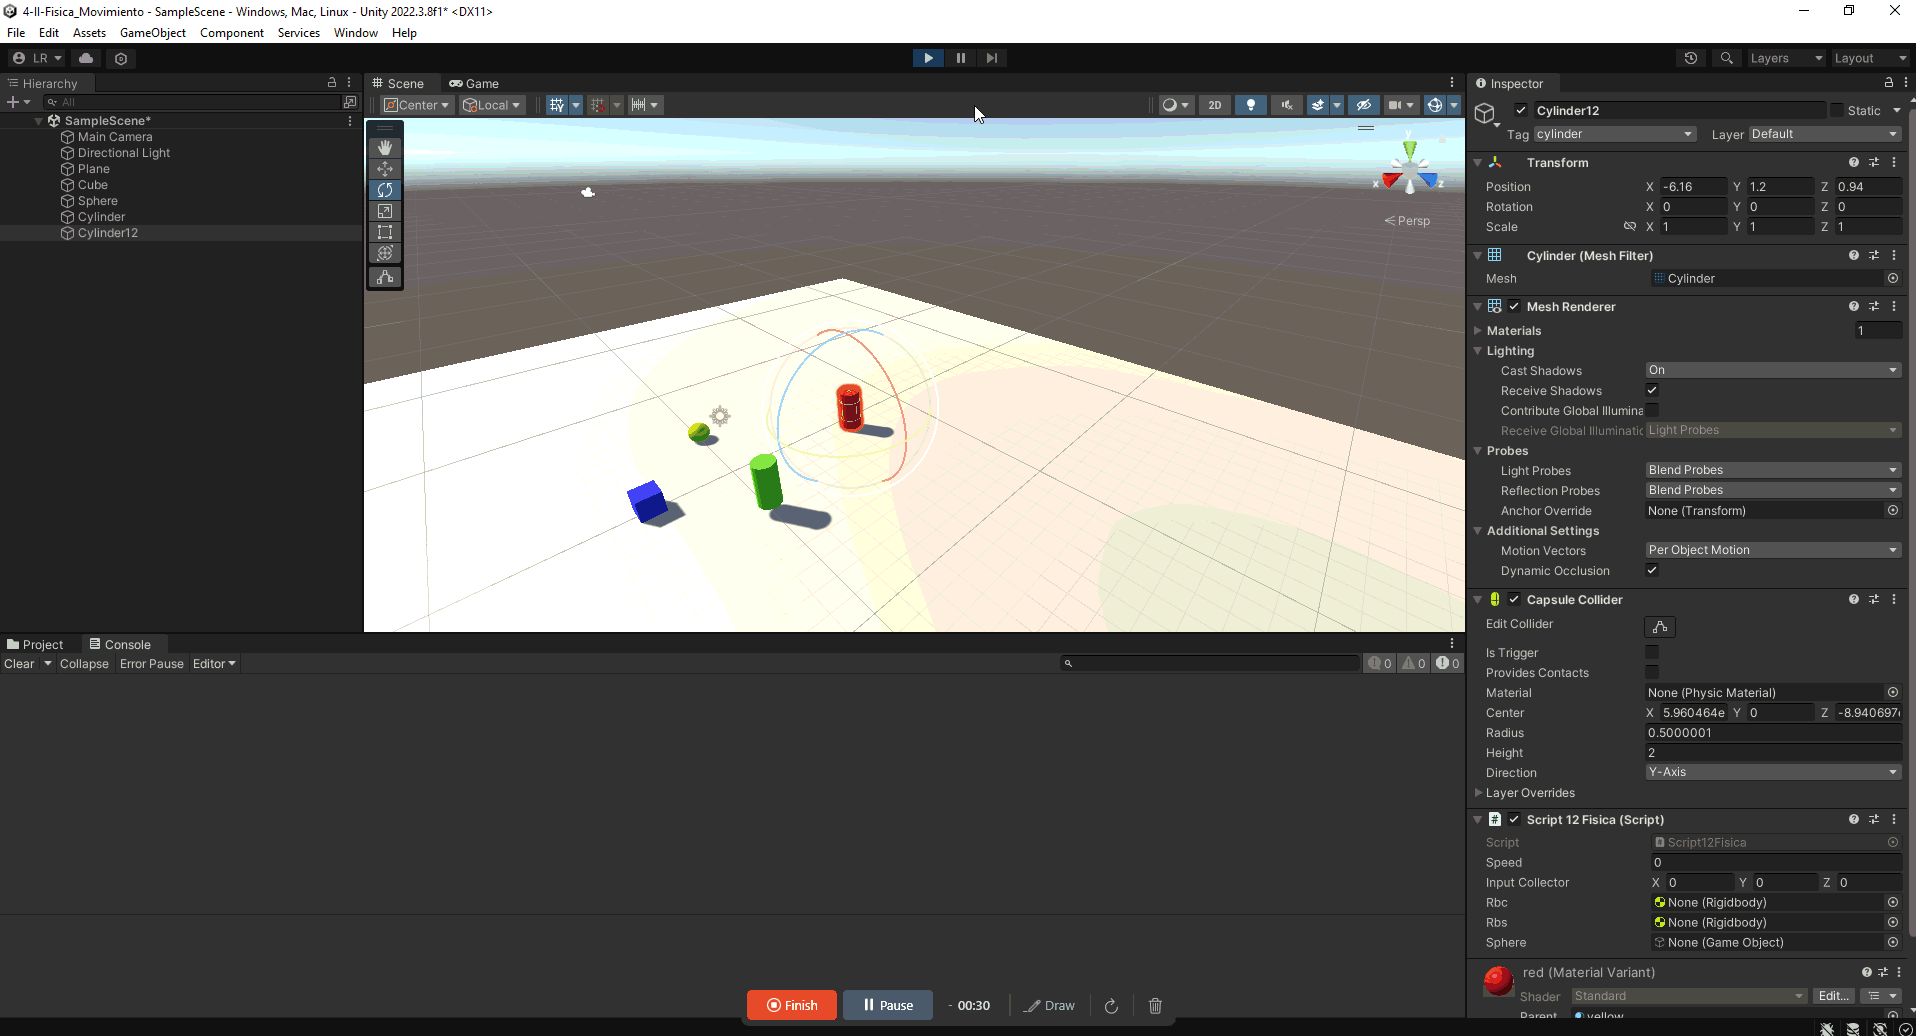 4-II-Fisica_Movimiento - SampleScene - Windows, Mac, Linux - Unity 2022.3.8f1* <DX11>
File Edit Assets GameObject Component Services Window Help
LR Layers Layout
Hierarchy
All
SampleScene*
Main Camera
Directional Light
Plane
Cube
Sphere
Cylinder
Cylinder12
Scene Game
Center Local 2D
y
x z
Persp
Project Console
Clear Collapse Error Pause Editor 0 0 0
Inspector
Cylinder12 Static
Tag cylinder Layer Default
Transform
Position X -6.16 Y 1.2 Z 0.94
Rotation X 0 Y 0 Z 0
Scale X 1 Y 1 Z 1
Cylinder (Mesh Filter)
Mesh Cylinder
Mesh Renderer
Materials 1
Lighting
Cast Shadows On
Receive Shadows
Contribute Global Illumina
Receive Global Illuminatic Light Probes
Probes
Light Probes Blend Probes
Reflection Probes Blend Probes
Anchor Override None (Transform)
Additional Settings
Motion Vectors Per Object Motion
Dynamic Occlusion
Capsule Collider
Edit Collider
Is Trigger
Provides Contacts
Material None (Physic Material)
Center X 5.960464e Y 0 Z -8.940697
Radius 0.5000001
Height 2
Direction Y-Axis
Layer Overrides
# Script 12 Fisica (Script)
Script Script12Fisica
Speed 0
Input Collector X 0 Y 0 Z 0
Rbc None (Rigidbody)
Rbs None (Rigidbody)
Sphere None (Game Object)
red (Material Variant)
Shader Standard Edit...
Parent yellow
Finish Pause - 00:30 Draw